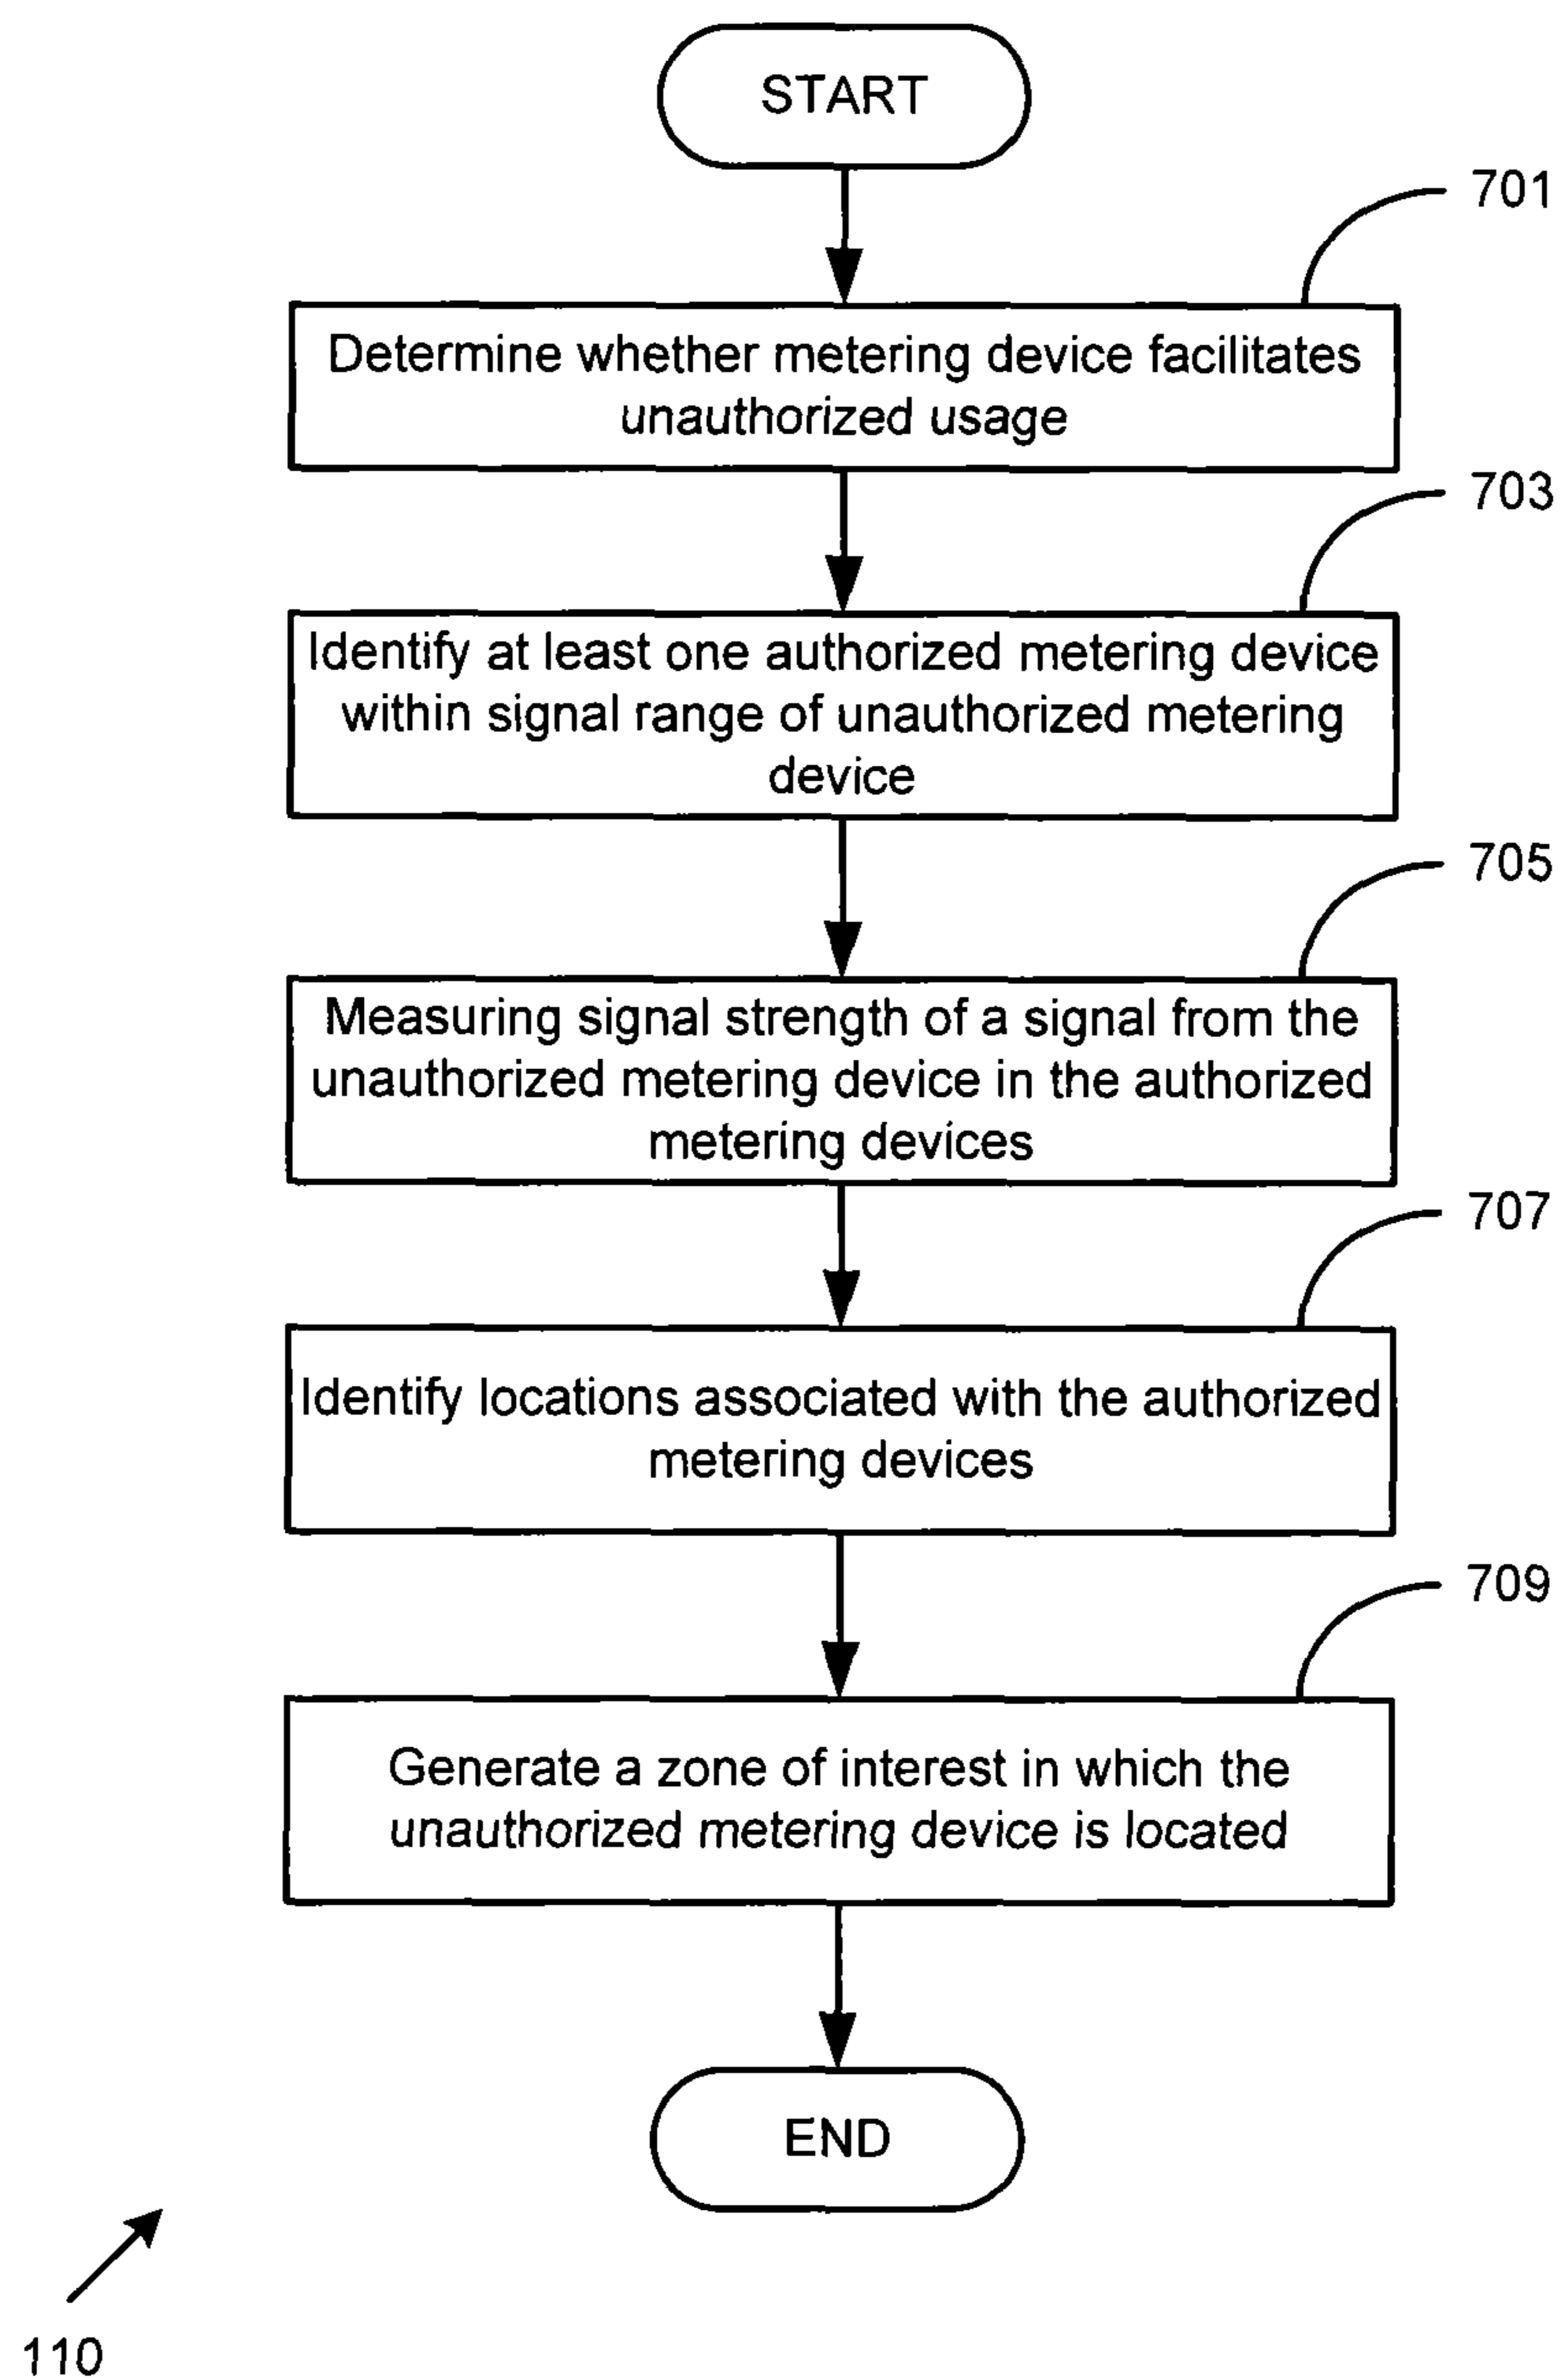 START
701
Determine whether metering device facilitates
unauthorized usage
703
Identify at least one authorized metering device
within signal range of unauthorized metering
device
705
Measuring signal strength of a signal from the
unauthorized metering device in the authorized
metering devices
707
Identify locations associated with the authorized
metering devices
709
Generate a zone of interest in which the
unauthorized metering device is located
END
110